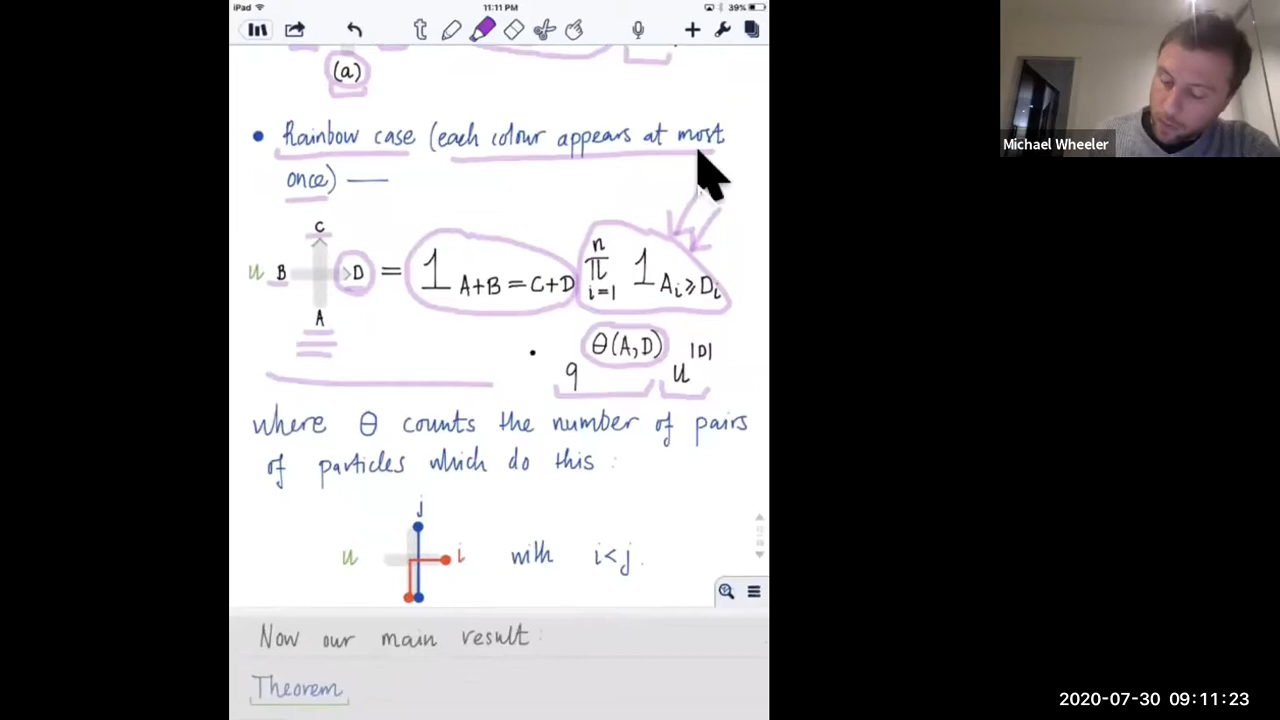 iPad 11:11 PM 39%
t
(a)
• Rainbow case (each colour appears at most
once) —
C
u B D = 1 A+B=C+D n ∏ i=1 1 Ai⩾Di
A
• q θ(A,D) u |D|
where θ counts the number of pairs
of particles which do this :
j
u i with i<j.
Now our main result:
Theorem
Michael Wheeler
2020-07-30 09:11:23